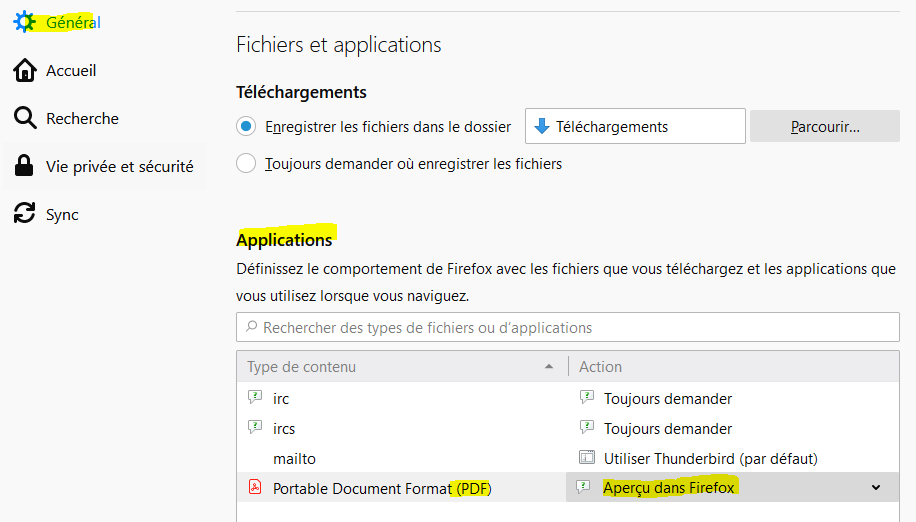 Général
Accueil
Recherche
Vie privée et sécurité
Sync
Fichiers et applications
Téléchargements
Enregistrer les fichiers dans le dossier Téléchargements Parcourir...
Toujours demander où enregistrer les fichiers
Applications
Définissez le comportement de Firefox avec les fichiers que vous téléchargez et les applications que
vous utilisez lorsque vous naviguez.
Rechercher des types de fichiers ou d’applications
Type de contenu Action
irc Toujours demander
ircs Toujours demander
mailto Utiliser Thunderbird (par défaut)
Portable Document Format (PDF) Aperçu dans Firefox